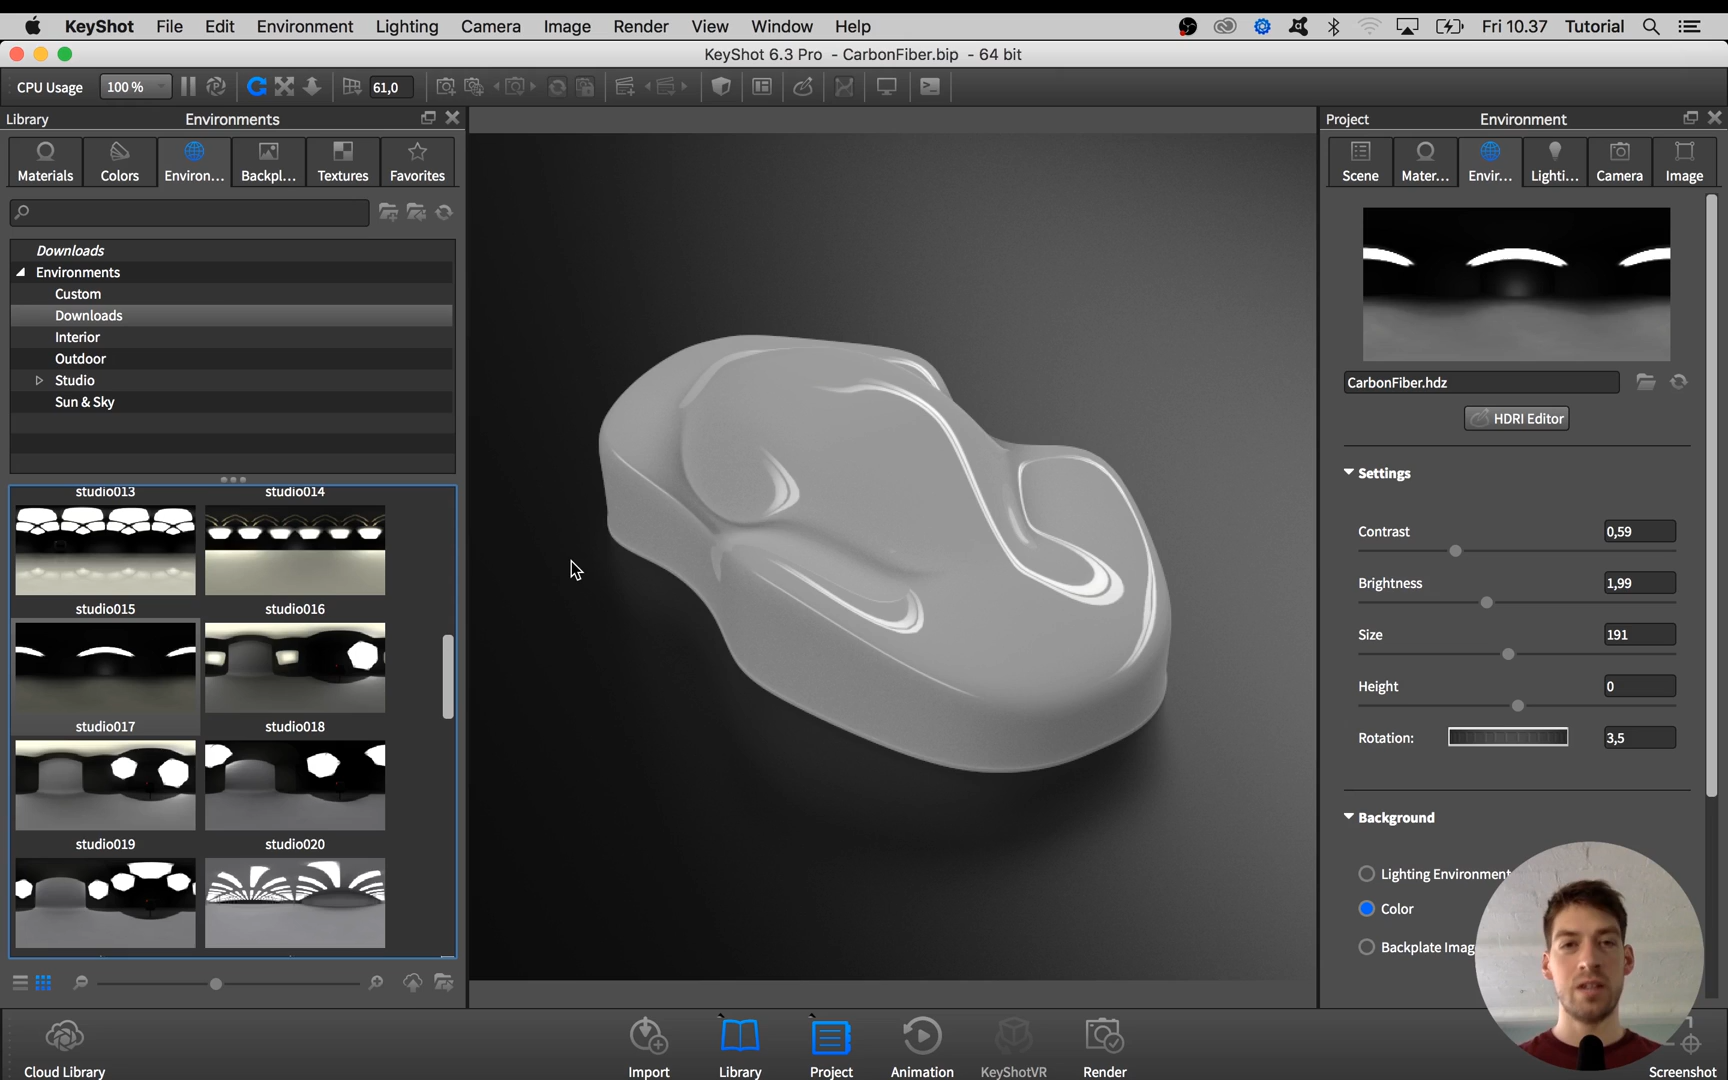 KeyShot File Edit Environment Lighting Camera Image Render View Window Help Fri 10.37 Tutorial
KeyShot 6.3 Pro - CarbonFiber.bip - 64 bit
CPU Usage 100 % 61,0
Library Environments
Project Environment
Materials Colors Environ... Backpl... Textures Favorites
Scene Mater... Envir... Lighti... Camera Image
Downloads
Environments
Custom
Downloads
Interior
Outdoor
Studio
Sun & Sky
studio013 studio014
studio015 studio016
studio017 studio018
studio019 studio020
CarbonFiber.hdz
HDRI Editor
Settings
Contrast 0,59
Brightness 1,99
Size 191
Height 0
Rotation: 3,5
Background
Lighting Environment
Color
Backplate Imag
Cloud Library Import Library Project Animation KeyShotVR Render Screenshot